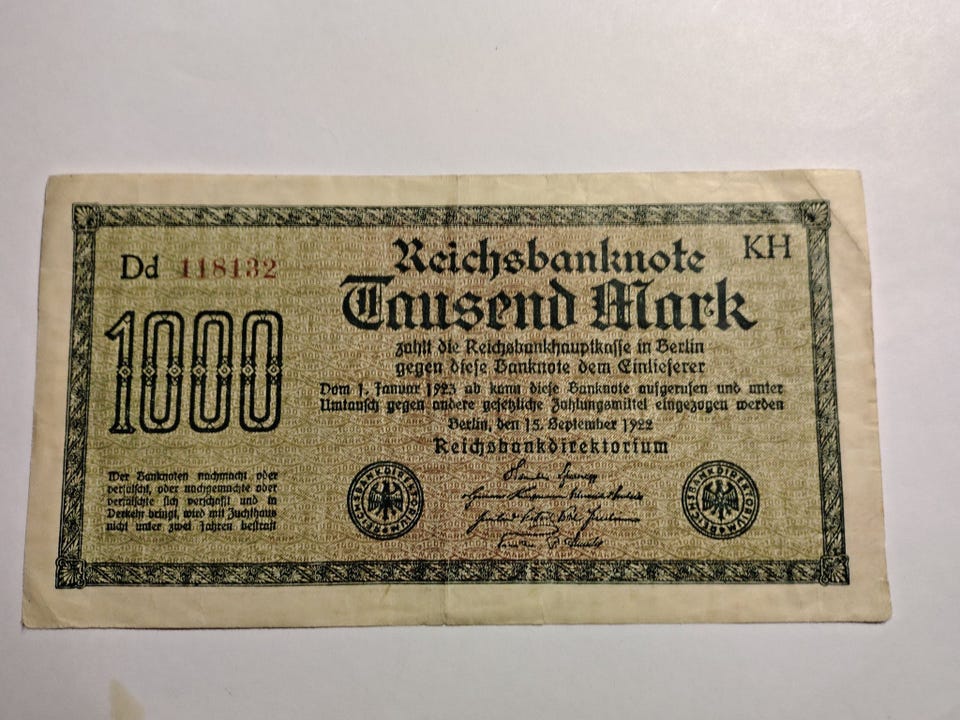 Dd 118132
KH
Reichsbanknote
Tausend Mark
1000
zahlt die Reichsbankhauptkasse in Berlin
gegen diese Banknote dem Einlieferer
Vom 1. Januar 1923 ab kann diese Banknote aufgerufen und unter
Umtausch gegen andere gesetzliche Zahlungsmittel eingezogen werden
Berlin, den 15. September 1922
Reichsbankdirektorium
Wer Banknoten nachmacht oder
verfälscht, oder nachgemachte oder
verfälschte sich verschafft und in
Verkehr bringt, wird mit Zuchthaus
nicht unter zwei Jahren bestraft
REICHSBANKDIREKTORIUM
REICHSBANKDIREKTORIUM